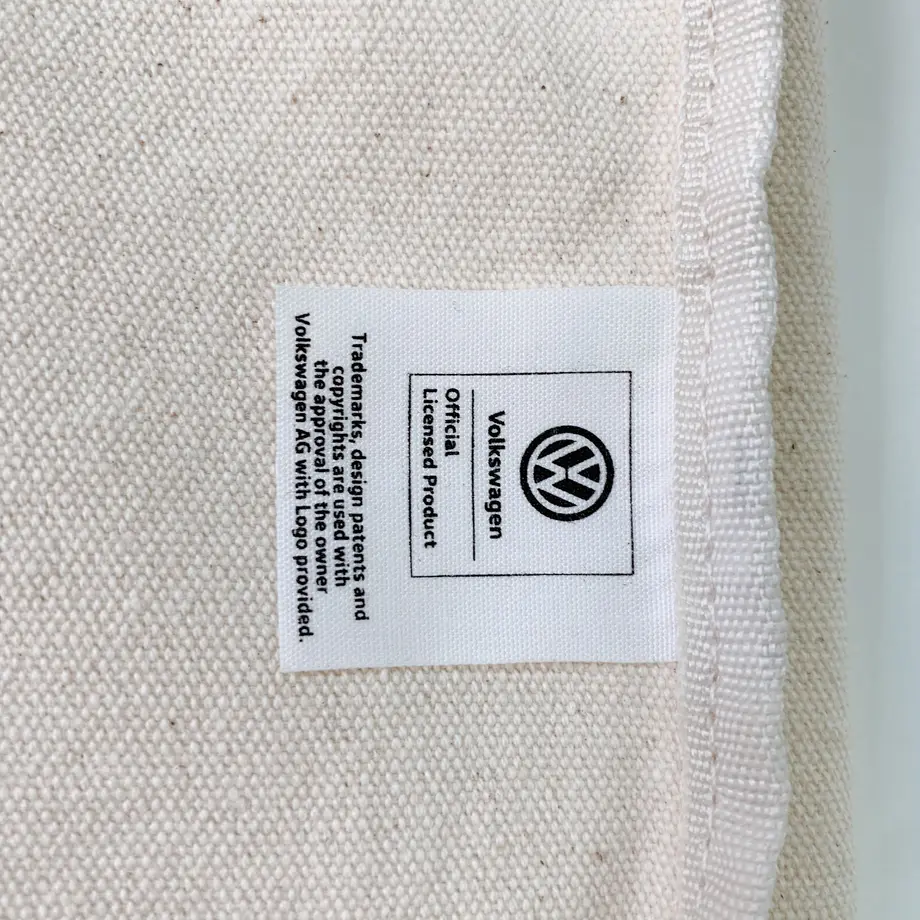 Volkswagen
Official
Licensed Product
Trademarks, design patents and
copyrights are used with
the approval of the owner
Volkswagen AG with Logo provided.